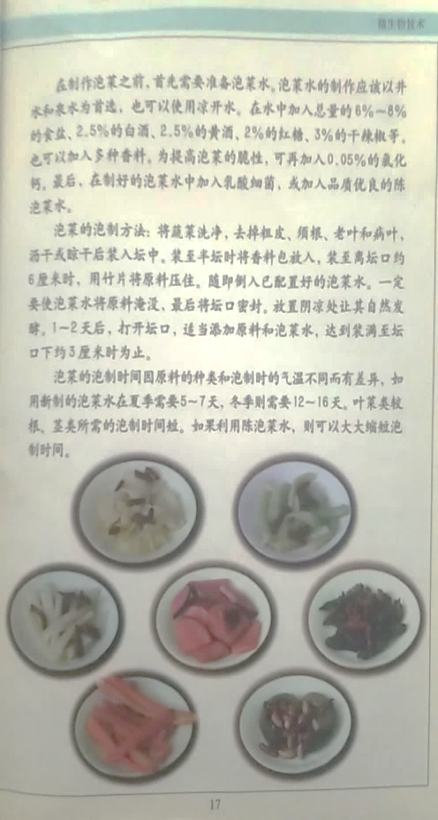 微生物技术
在制作泡菜之前,首先需要准备泡菜水。泡菜水的制作应该以井
水和泉水为首选,也可以使用凉开水。在水中加入总量的6%~8%
的食盐、2.5%的白酒、2.5%的黄酒、2%的红糖、3%的干辣椒等。
也可以加入多种香料。为提高泡菜的脆性,可再加入0.05%的氯化
钙。最后,在制好的泡菜水中加入乳酸细菌,或加入品质优良的陈
泡菜水。
泡菜的泡制方法:将蔬菜洗净,去掉粗皮、须根、老叶和病叶,
沥干或晾干后装入坛中。装至半坛时将香料包放入,装至离坛口约
6厘米时,用竹片将原料压住。随即倒入已配置好的泡菜水。一定
要使泡菜水将原料淹没,最后将坛口密封。放置阴凉处让其自然发
酵。1~2天后,打开坛口,适当添加原料和泡菜水,达到装满至坛
口下约3厘米时为止。
泡菜的泡制时间因原料的种类和泡制时的气温不同而有差异,如
用新制的泡菜水在夏季需要5~7天,冬季则需要12~16天。叶菜类较
根、茎类所需的泡制时间短。如果利用陈泡菜水,则可以大大缩短泡
制时间。
17